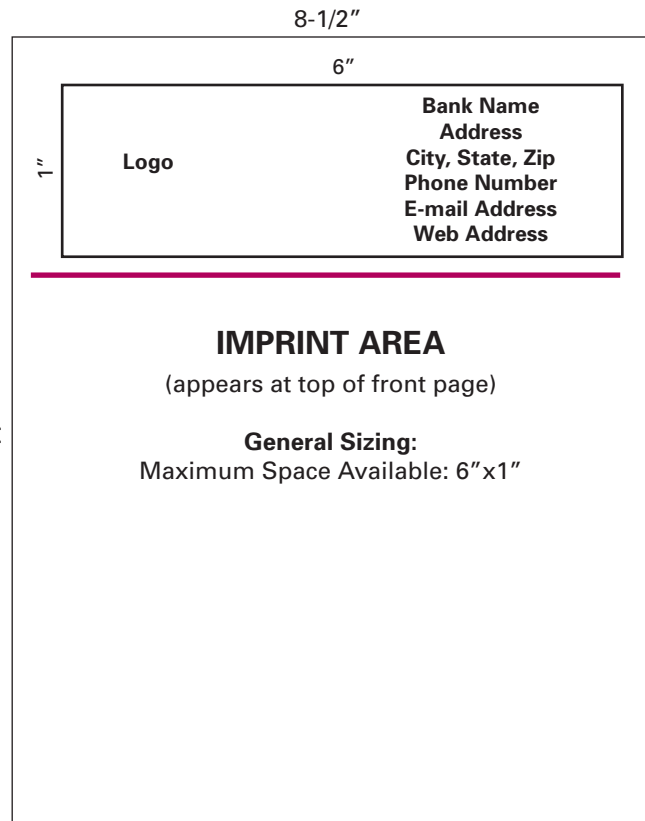 8-1/2”
6”
1”
Logo
Bank Name
Address
City, State, Zip
Phone Number
E-mail Address
Web Address
IMPRINT AREA
(appears at top of front page)
General Sizing:
Maximum Space Available: 6”x1”